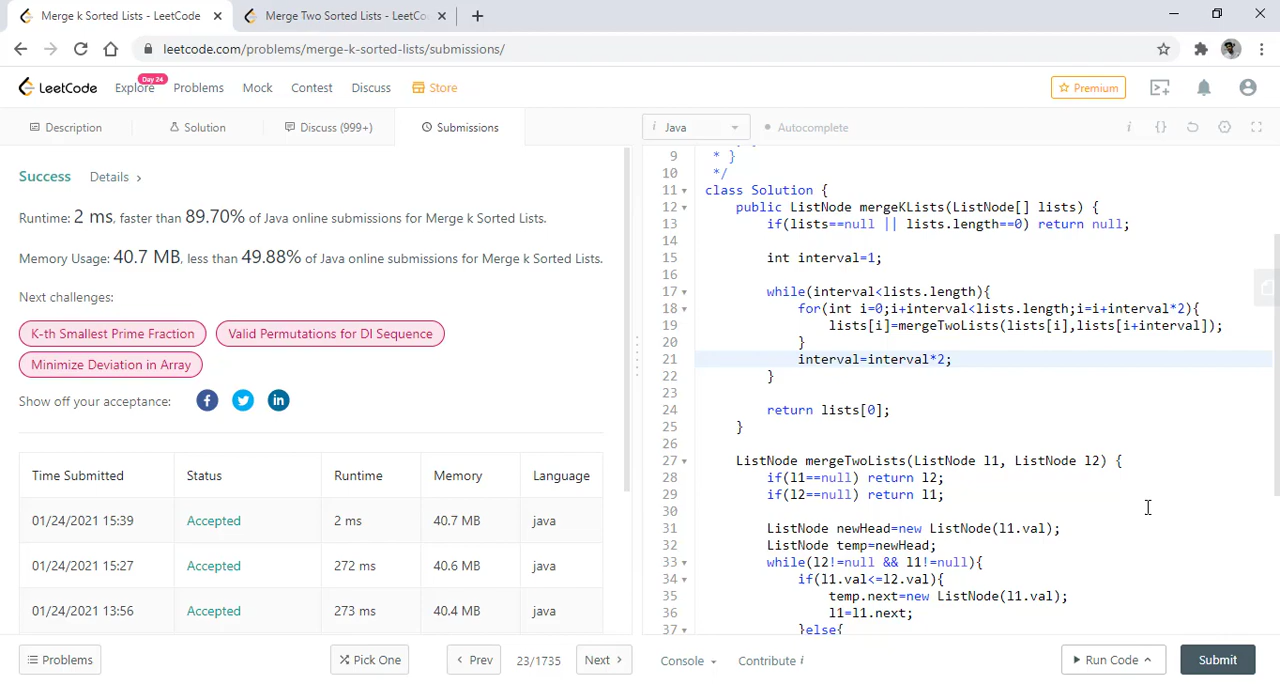 Merge k Sorted Lists - LeetCode
Merge Two Sorted Lists - LeetCo
leetcode.com/problems/merge-k-sorted-lists/submissions/
LeetCode Explore Day 24 Problems Mock Contest Discuss Store
Premium
Description Solution Discuss (999+) Submissions
i Java Autocomplete
Success Details >
Runtime: 2 ms, faster than 89.70% of Java online submissions for Merge k Sorted Lists.
Memory Usage: 40.7 MB, less than 49.88% of Java online submissions for Merge k Sorted Lists.
Next challenges:
K-th Smallest Prime Fraction Valid Permutations for DI Sequence
Minimize Deviation in Array
Show off your acceptance:
Time Submitted Status Runtime Memory Language
01/24/2021 15:39 Accepted 2 ms 40.7 MB java
01/24/2021 15:27 Accepted 272 ms 40.6 MB java
01/24/2021 13:56 Accepted 273 ms 40.4 MB java
9 * }
10 */
11 class Solution {
12 public ListNode mergeKLists(ListNode[] lists) {
13 if(lists==null || lists.length==0) return null;
14
15 int interval=1;
16
17 while(interval<lists.length){
18 for(int i=0;i+interval<lists.length;i=i+interval*2){
19 lists[i]=mergeTwoLists(lists[i],lists[i+interval]);
20 }
21 interval=interval*2;
22 }
23
24 return lists[0];
25 }
26
27 ListNode mergeTwoLists(ListNode l1, ListNode l2) {
28 if(l1==null) return l2;
29 if(l2==null) return l1;
30
31 ListNode newHead=new ListNode(l1.val);
32 ListNode temp=newHead;
33 while(l2!=null && l1!=null){
34 if(l1.val<=l2.val){
35 temp.next=new ListNode(l1.val);
36 l1=l1.next;
37 }else{
Problems Pick One < Prev 23/1735 Next > Console Contribute i Run Code Submit